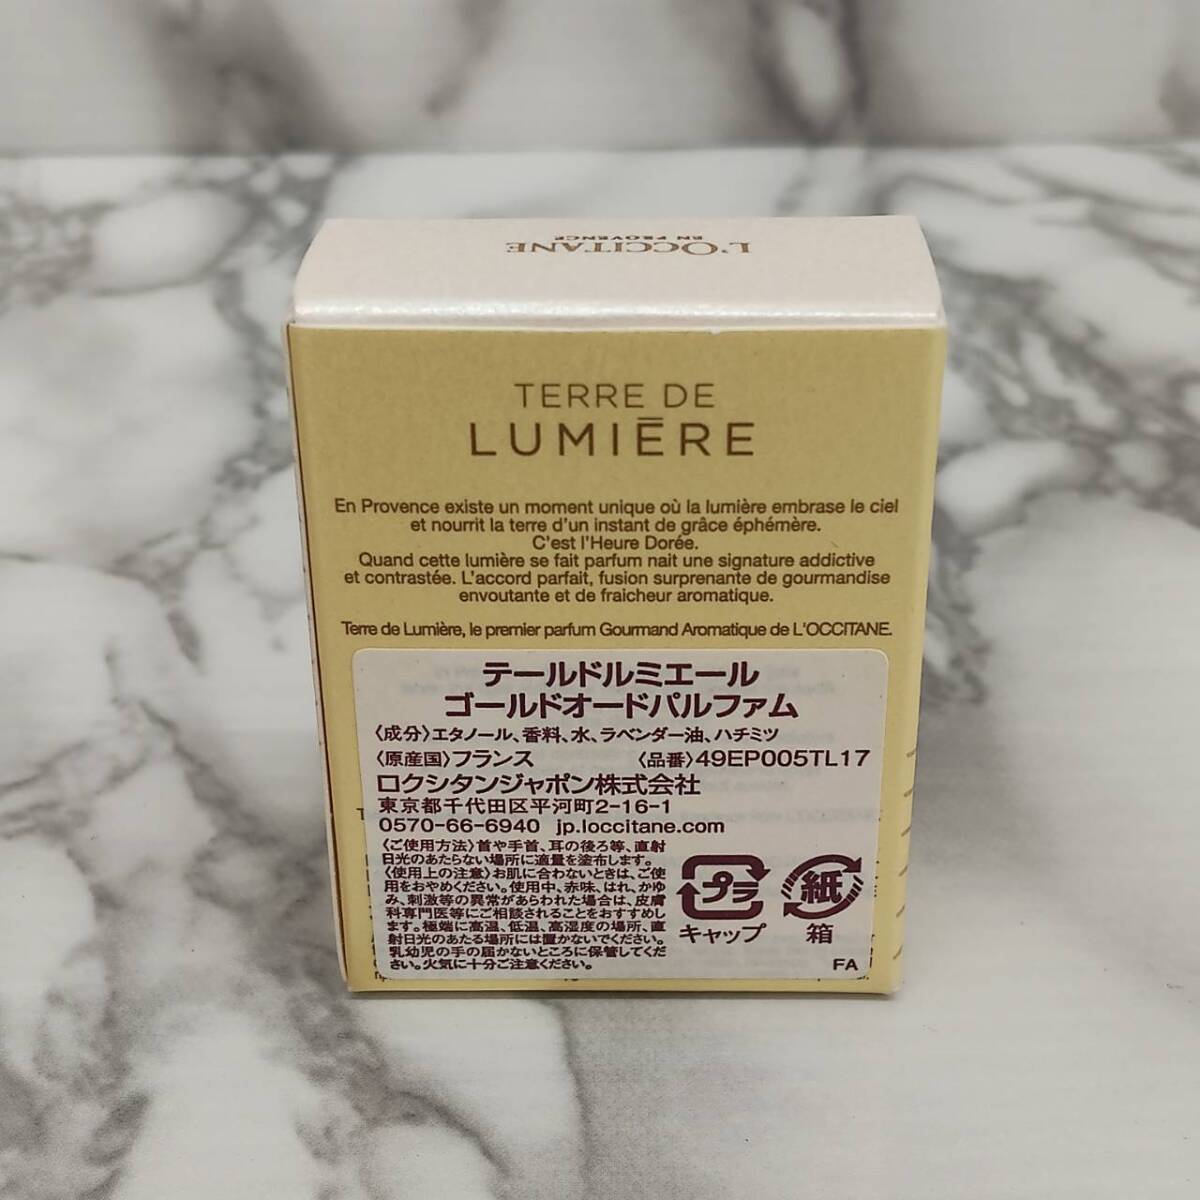 L'OCCITANE
EN PROVENCE
TERRE DE
LUMIÈRE
En Provence existe un moment unique où la lumière embrase le ciel
et nourrit la terre d'un instant de grâce éphémère.
C'est l'Heure Dorée.
Quand cette lumière se fait parfum nait une signature addictive
et contrastée. L'accord parfait, fusion surprenante de gourmandise
envoutante et de fraicheur aromatique.
Terre de Lumière, le premier parfum Gourmand Aromatique de L'OCCITANE.
テールドルミエール
ゴールドオードパルファム
〈成分〉エタノール、香料、水、ラベンダー油、ハチミツ
〈原産国〉フランス 〈品番〉49EP005TL17
ロクシタンジャポン株式会社
東京都千代田区平河町2-16-1
0570-66-6940 jp.loccitane.com
〈ご使用方法〉首や手首、耳の後ろ等、直射
日光のあたらない場所に適量を塗布します。
〈使用上の注意〉お肌に合わないときは、ご使
用をおやめください。使用中、赤味、はれ、かゆ
み、刺激等の異常があらわれた場合は、皮膚
科専門医等にご相談されることをおすすめし
ます。極端に高温、低温、高湿度の場所、直
射日光のあたる場所には置かないでください。
乳幼児の手の届かないところに保管してくだ
さい。火気に十分ご注意ください。
プラ 紙
キャップ 箱
FA